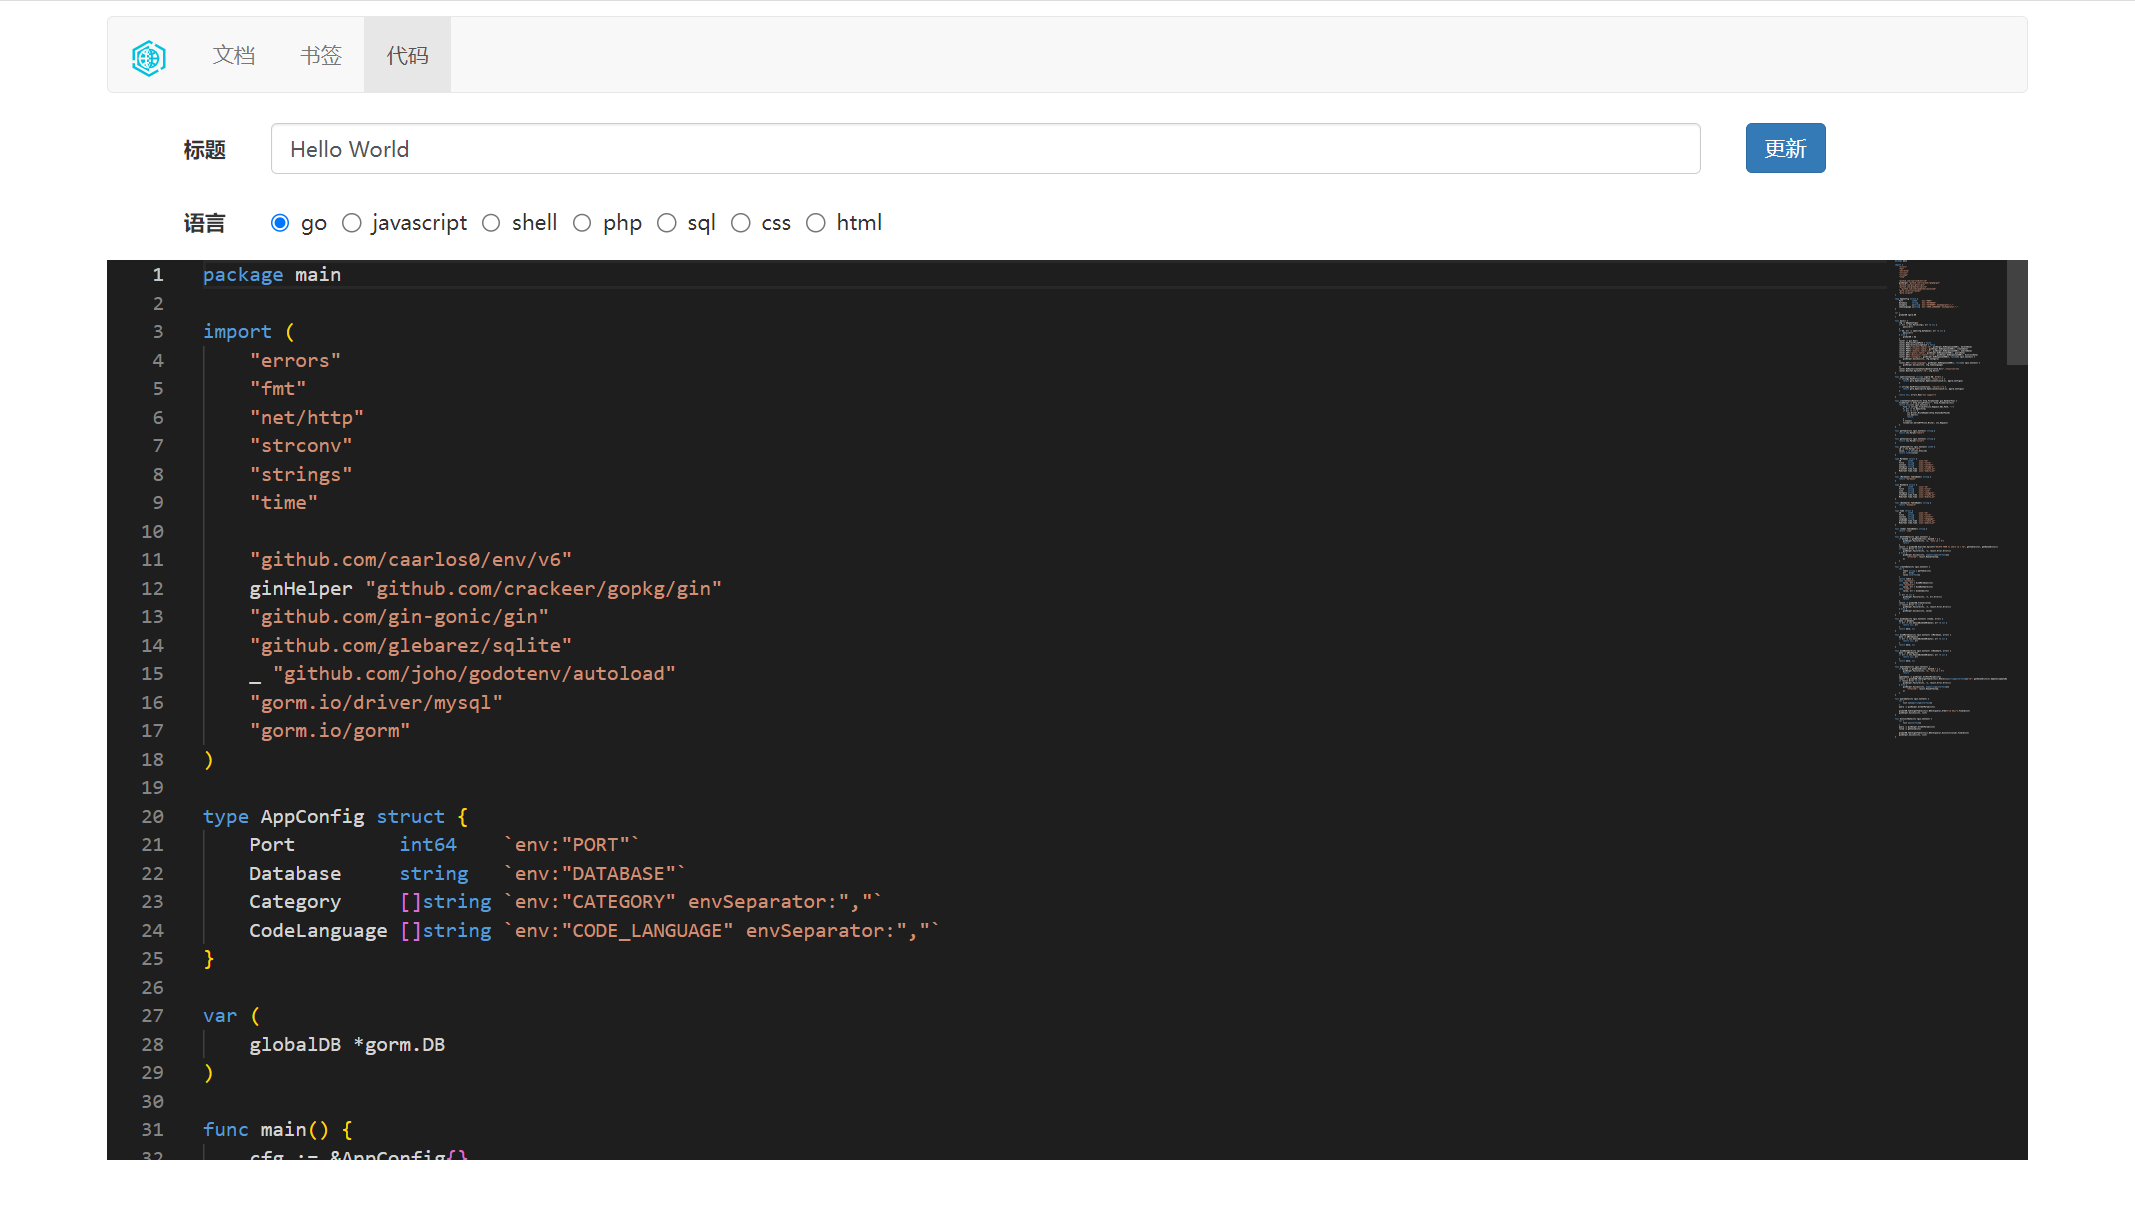 文档 书签 代码
标题 Hello World 更新
语言 go javascript shell php sql css html
1 package main
2
3 import (
4 "errors"
5 "fmt"
6 "net/http"
7 "strconv"
8 "strings"
9 "time"
10
11 "github.com/caarlos0/env/v6"
12 ginHelper "github.com/crackeer/gopkg/gin"
13 "github.com/gin-gonic/gin"
14 "github.com/glebarez/sqlite"
15 _ "github.com/joho/godotenv/autoload"
16 "gorm.io/driver/mysql"
17 "gorm.io/gorm"
18 )
19
20 type AppConfig struct {
21 Port int64 `env:"PORT"`
22 Database string `env:"DATABASE"`
23 Category []string `env:"CATEGORY" envSeparator:","`
24 CodeLanguage []string `env:"CODE_LANGUAGE" envSeparator:","`
25 }
26
27 var (
28 globalDB *gorm.DB
29 )
30
31 func main() {
32 cfg := &AppConfig{}